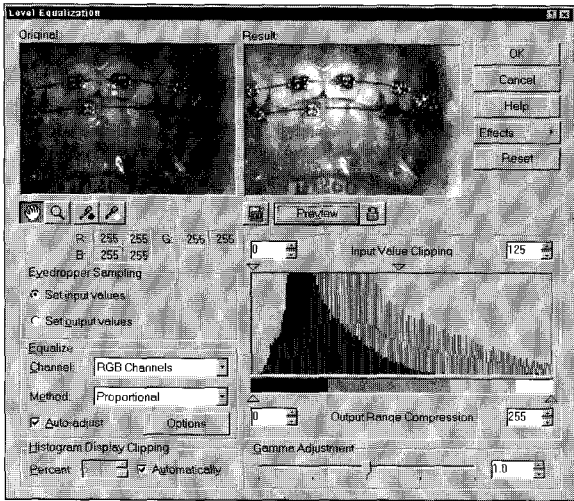 Level Equalization
Original:
Result:
OK
Cancel
Help
Effects
Reset
Preview
R: 255 255 G: 255 255
B: 255 255
Eyedropper Sampling
Set input values
Set output values
0 Input Value Clipping 125
Equalize
Channel: RGB Channels
Method: Proportional
Auto-adjust Options
0 Output Range Compression 255
Histogram Display Clipping
Percent Automatically
Gamma Adjustment
1.0